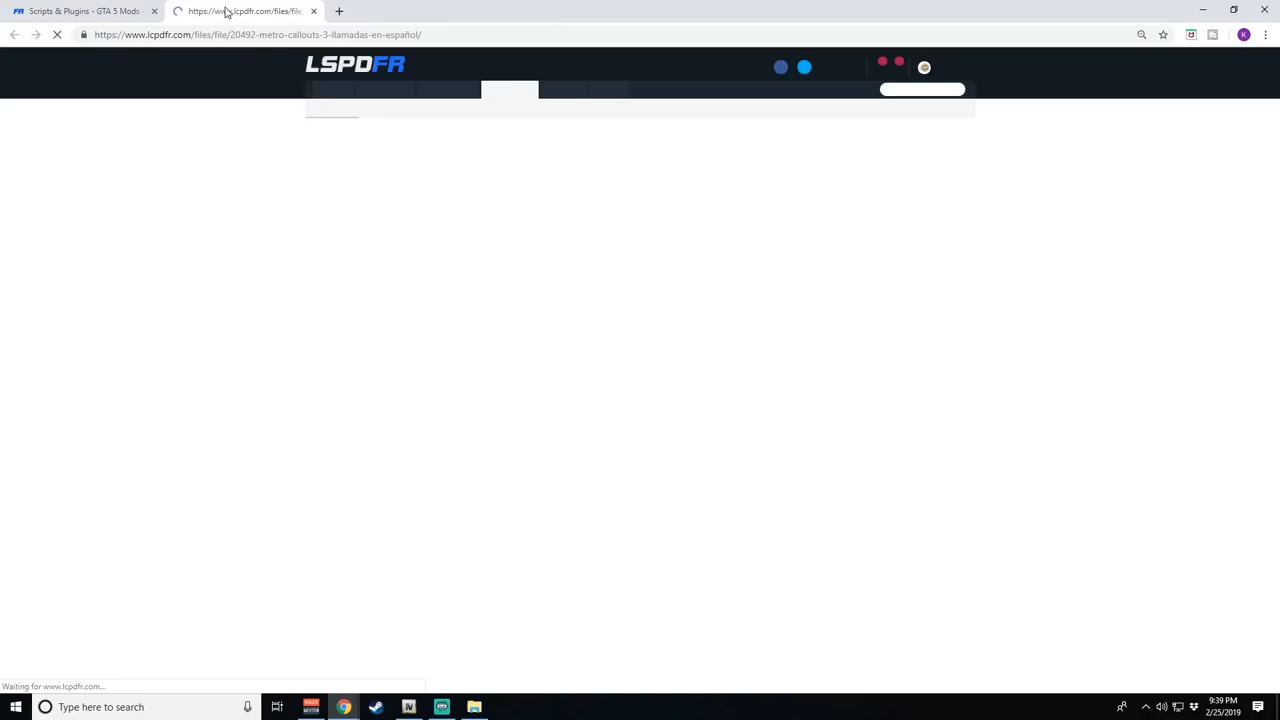 FR Scripts & Plugins - GTA 5 Mods
https://www.lcpdfr.com/files/file
https://www.lcpdfr.com/files/file/20492-metro-callouts-3-llamadas-en-español/
K
LSPDFR
Waiting for www.lcpdfr.com...
Type here to search
IV
9:39 PM
2/25/2019